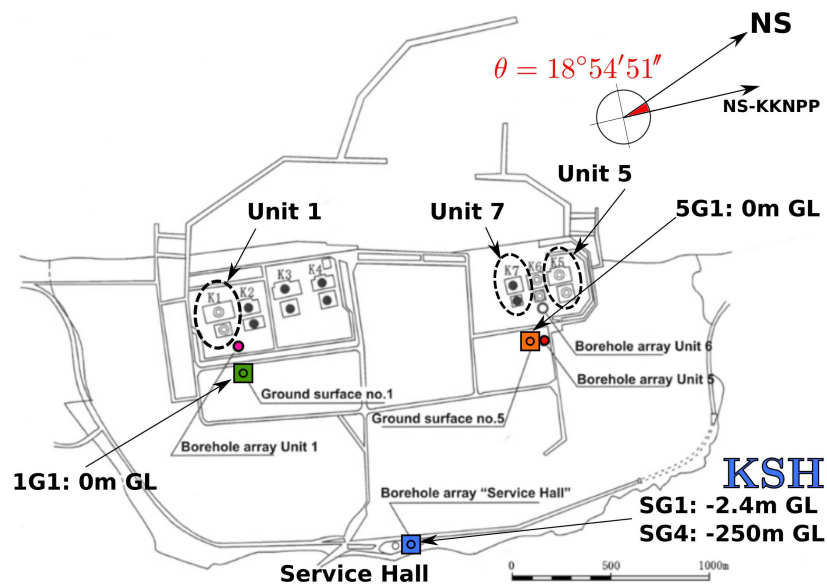 NS
θ = 18°54′51″
NS-KKNPP
Unit 5
Unit 1
Unit 7
5G1: 0m GL
K1
K2
K3
K4
K7
K6
K5
Borehole array Unit 6
Borehole array Unit 5
Ground surface no.1
Ground surface no.5
Borehole array Unit 1
1G1: 0m GL
KSH
Borehole array “Service Hall”
SG1: -2.4m GL
SG4: -250m GL
Service Hall
0 500 1000m